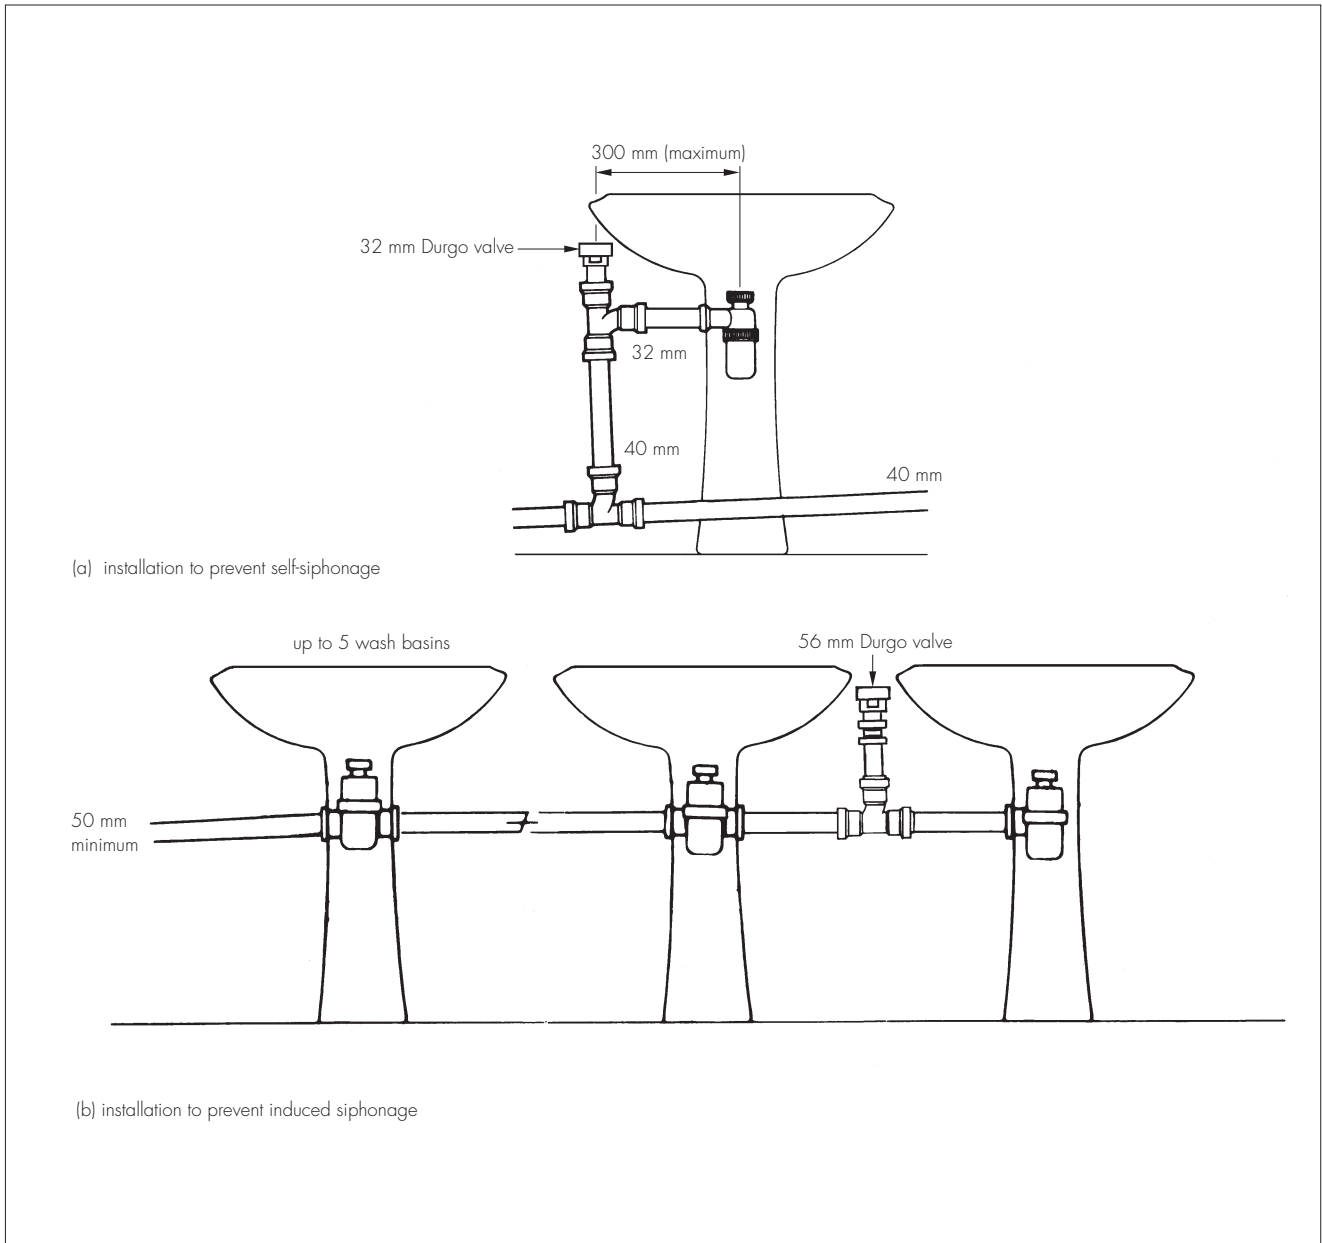 300 mm (maximum)
32 mm Durgo valve
32 mm
40 mm
40 mm
(a) installation to prevent self-siphonage
up to 5 wash basins
56 mm Durgo valve
50 mm
minimum
(b) installation to prevent induced siphonage